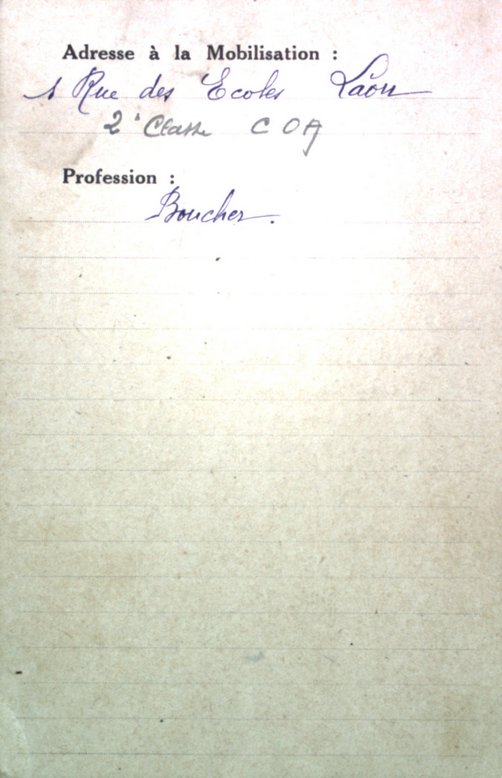 Adresse à la Mobilisation :
1 Rue des Ecoles Laon
2e Classe COA
Profession :
Boucher.